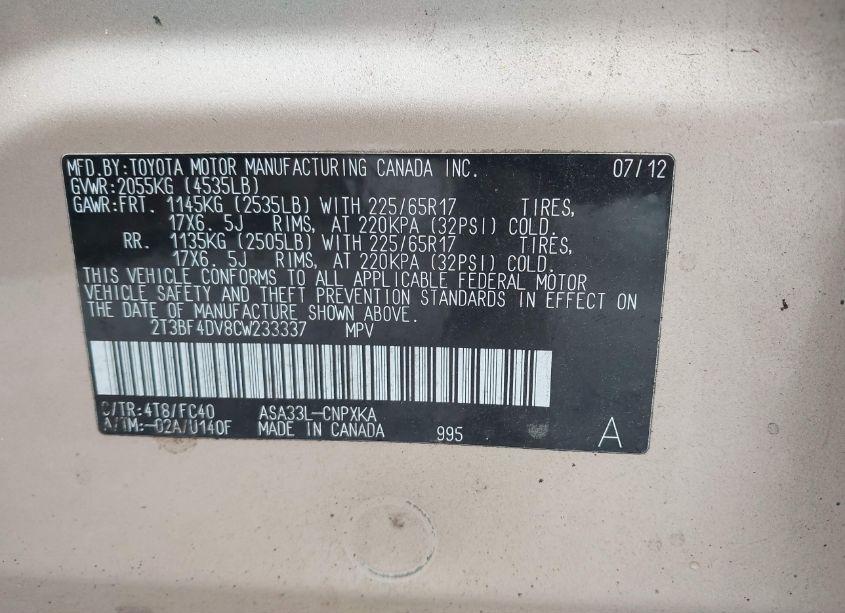 MFD.BY:TOYOTA MOTOR MANUFACTURING CANADA INC. 07/12
GVWR:2055KG (4535LB)
GAWR:FRT. 1145KG (2535LB) WITH 225/65R17 TIRES,
17X6.5J RIMS, AT 220KPA (32PSI) COLD.
RR. 1135KG (2505LB) WITH 225/65R17 TIRES,
17X6.5J RIMS, AT 220KPA (32PSI) COLD.
THIS VEHICLE CONFORMS TO ALL APPLICABLE FEDERAL MOTOR
VEHICLE SAFETY AND THEFT PREVENTION STANDARDS IN EFFECT ON
THE DATE OF MANUFACTURE SHOWN ABOVE.
2T3BF4DV8CW233337 MPV
C/TR:4T8/FC40 ASA33L-CNPXKA
A/TM:-02A/U140F MADE IN CANADA 995 A